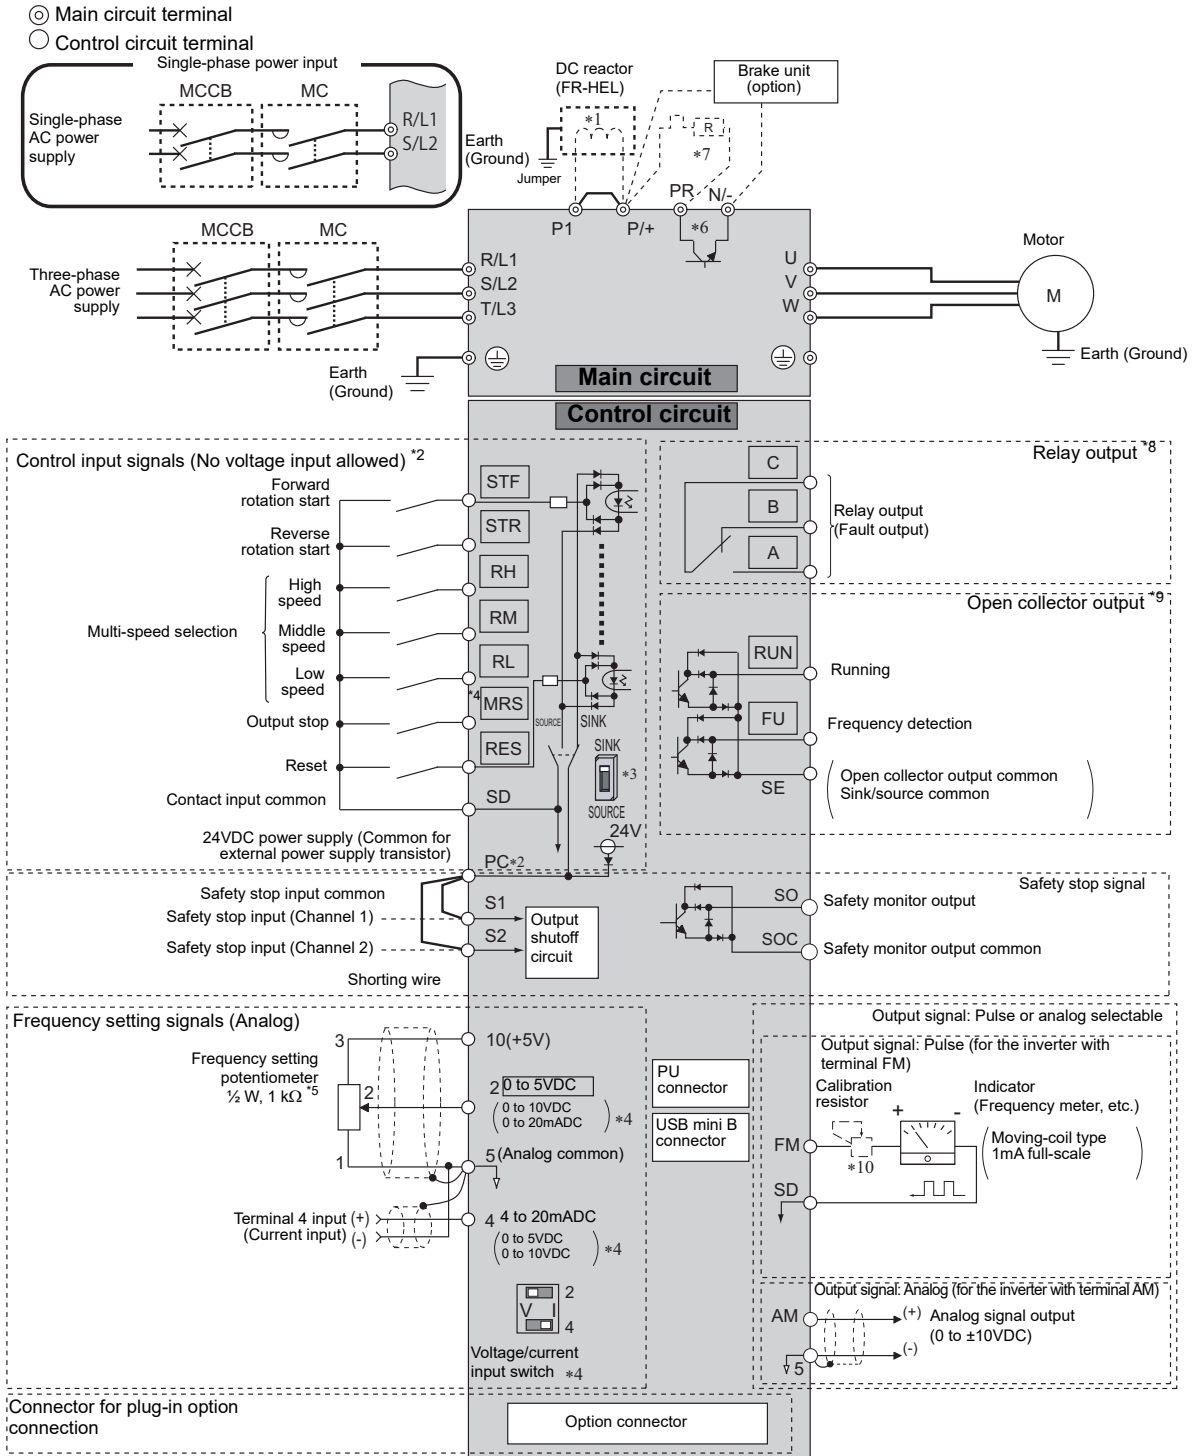 Main circuit terminal
Control circuit terminal
Single-phase power input
MCCB
MC
Single-phase
AC power
supply
R/L1
S/L2
Earth
(Ground)
DC reactor
(FR-HEL)
*1
Jumper
Brake unit
(option)
R
*7
P1
P/+
PR
N/-
*6
MCCB
MC
Three-phase
AC power
supply
R/L1
S/L2
T/L3
Earth
(Ground)
U
V
W
Motor
M
Earth (Ground)
Main circuit
Control circuit
Control input signals (No voltage input allowed) *2
Forward
rotation start
Reverse
rotation start
High
speed
Multi-speed selection
Middle
speed
Low
speed
Output stop
Reset
Contact input common
24VDC power supply (Common for
external power supply transistor)
STF
STR
RH
RM
RL
*4
MRS
RES
SD
PC*2
SOURCE
SINK
SINK
*3
SOURCE
24V
Relay output *8
C
B
A
Relay output
(Fault output)
Open collector output *9
RUN
Running
FU
Frequency detection
SE
Open collector output common
Sink/source common
Safety stop input common
Safety stop input (Channel 1)
Safety stop input (Channel 2)
Shorting wire
S1
S2
Output
shutoff
circuit
Safety stop signal
SO
Safety monitor output
SOC
Safety monitor output common
Frequency setting signals (Analog)
Frequency setting
potentiometer
½ W, 1 kΩ *5
3
2
1
10(+5V)
2 0 to 5VDC
0 to 10VDC
0 to 20mADC
*4
5 (Analog common)
Terminal 4 input (+)
(Current input) (-)
4 4 to 20mADC
0 to 5VDC
0 to 10VDC
*4
2
V I
4
Voltage/current
input switch *4
PU
connector
USB mini B
connector
Output signal: Pulse or analog selectable
Output signal: Pulse (for the inverter with
terminal FM)
Calibration
resistor
Indicator
(Frequency meter, etc.)
+
-
FM
*10
Moving-coil type
1mA full-scale
SD
Output signal: Analog (for the inverter with terminal AM)
AM
(+)
Analog signal output
(0 to ±10VDC)
(-)
5
Connector for plug-in option
connection
Option connector